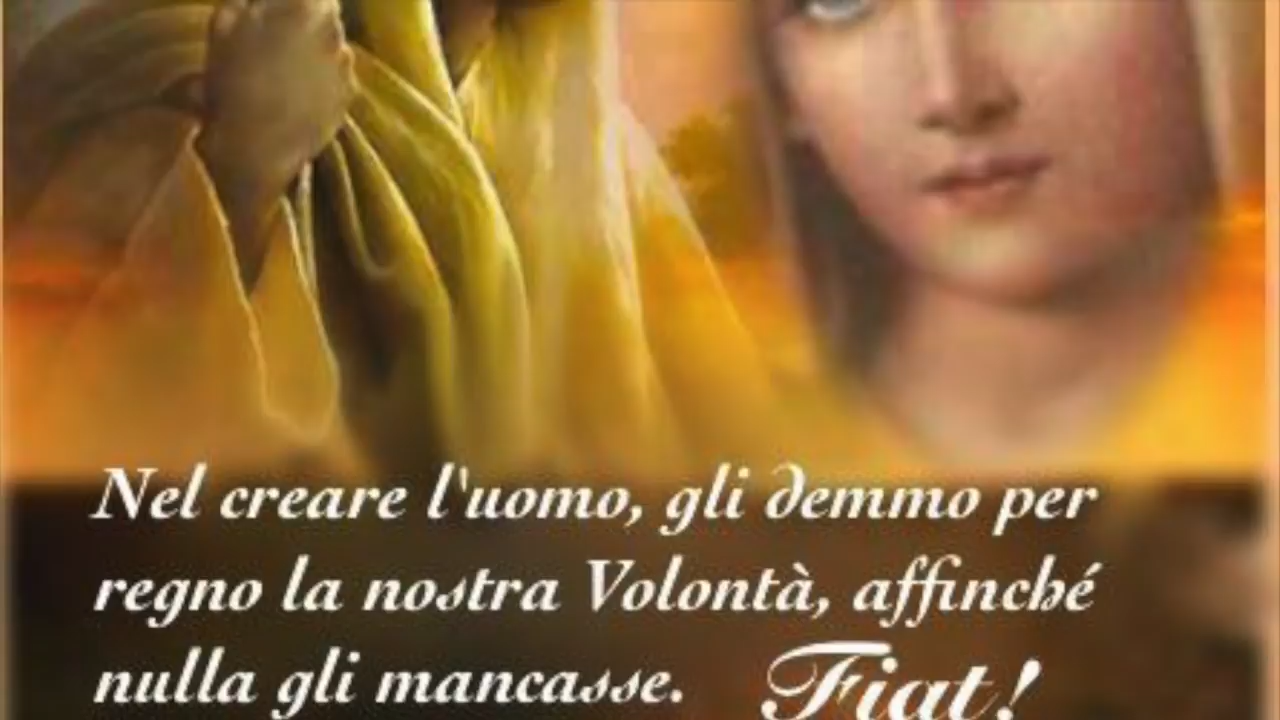 Nel creare l'uomo, gli demmo per
regno la nostra Volontà, affinché
nulla gli mancasse. Fiat!